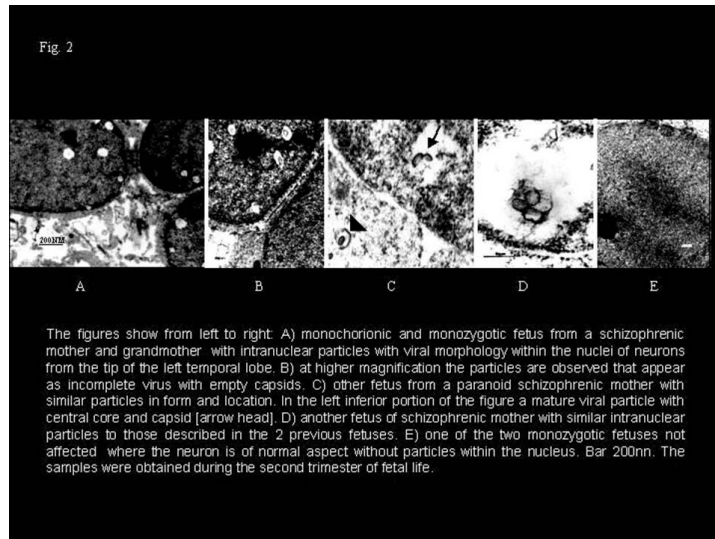 Fig. 2
200NM
A B C D E
The figures show from left to right: A) monochorionic and monozygotic fetus from a schizophrenic
mother and grandmother with intranuclear particles with viral morphology within the nuclei of neurons
from the tip of the left temporal lobe. B) at higher magnification the particles are observed that appear
as incomplete virus with empty capsids. C) other fetus from a paranoid schizophrenic mother with
similar particles in form and location. In the left inferior portion of the figure a mature viral particle with
central core and capsid [arrow head]. D) another fetus of schizophrenic mother with similar intranuclear
particles to those described in the 2 previous fetuses. E) one of the two monozygotic fetuses not
affected where the neuron is of normal aspect without particles within the nucleus. Bar 200nn. The
samples were obtained during the second trimester of fetal life.